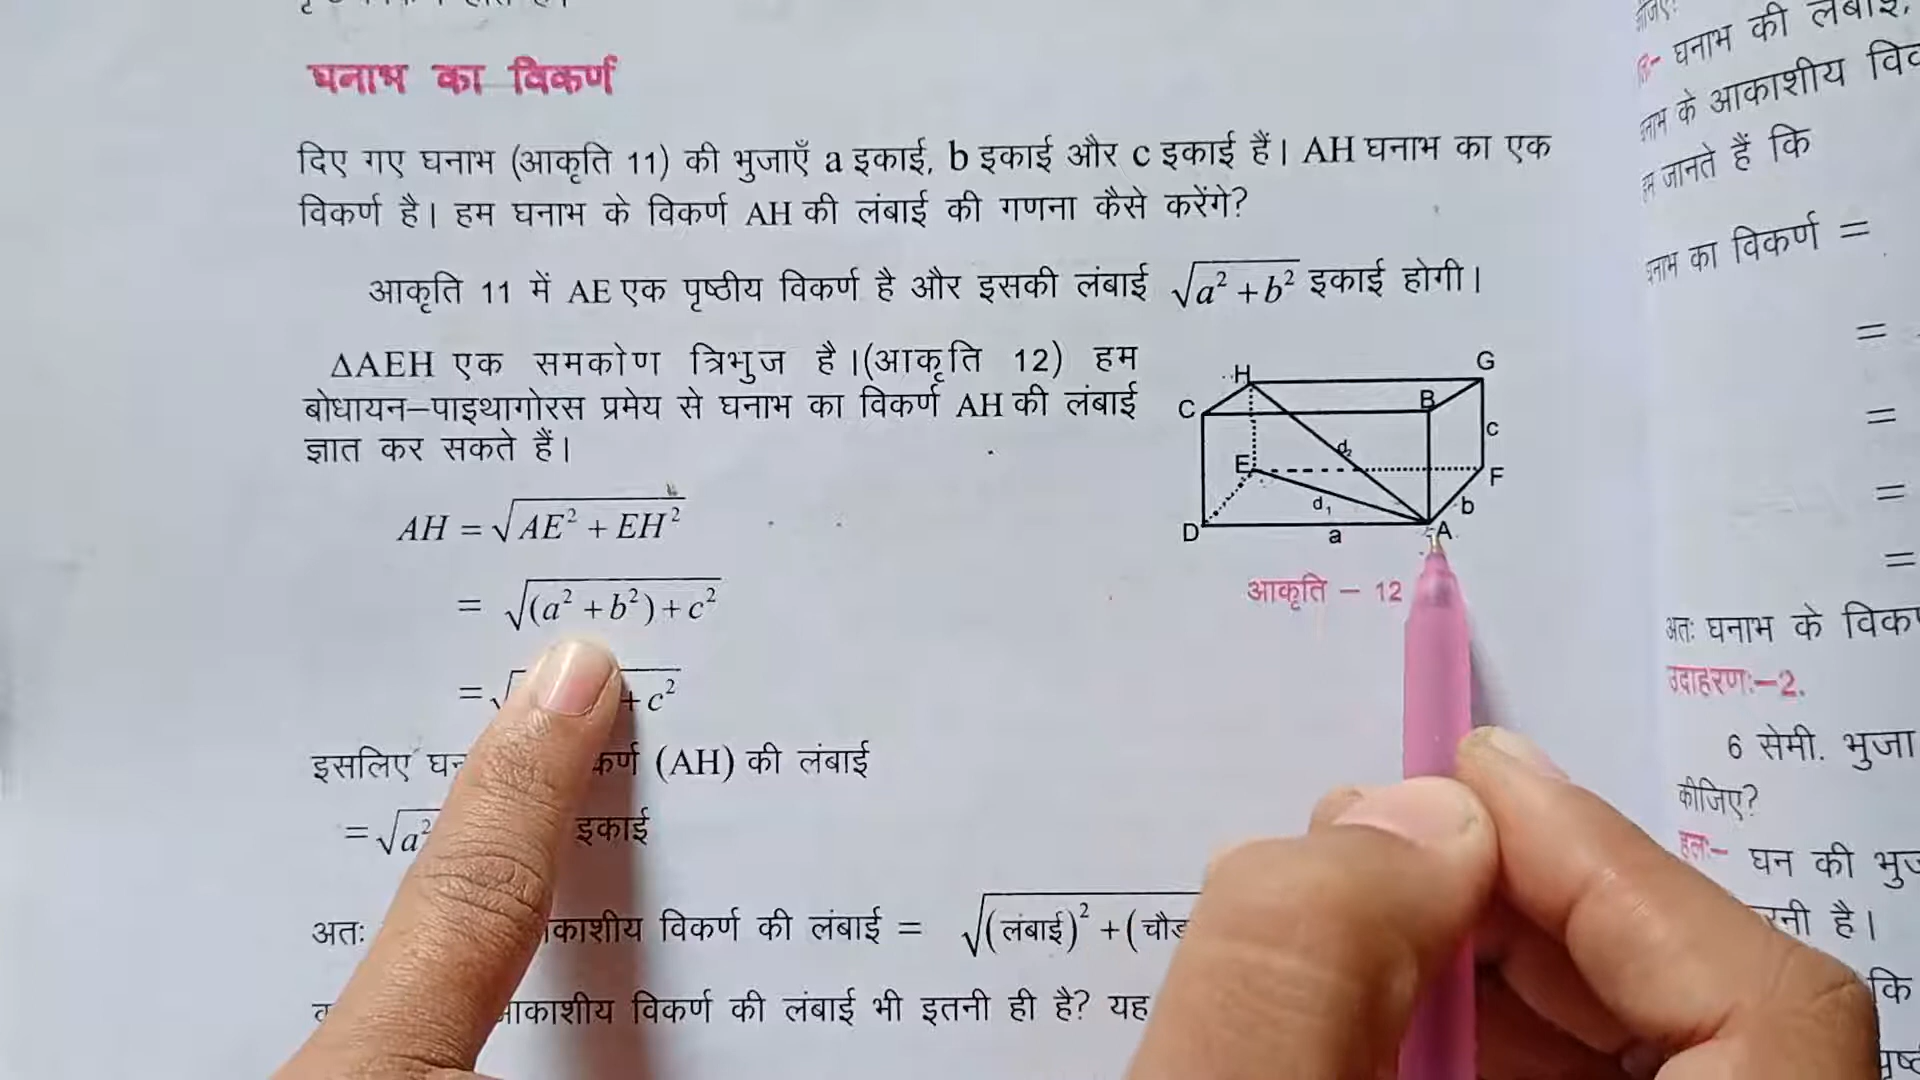 घनाभ का विकर्ण
दिए गए घनाभ (आकृति 11) की भुजाएँ a इकाई, b इकाई और c इकाई हैं। AH घनाभ का एक
विकर्ण है। हम घनाभ के विकर्ण AH की लंबाई की गणना कैसे करेंगे?
आकृति 11 में AE एक पृष्ठीय विकर्ण है और इसकी लंबाई √a² + b² इकाई होगी।
ΔAEH एक समकोण त्रिभुज है।(आकृति 12) हम
बोधायन–पाइथागोरस प्रमेय से घनाभ का विकर्ण AH की लंबाई
ज्ञात कर सकते हैं।
AH = √AE² + EH²
= √(a² + b²) + c²
= √ + c²
इसलिए (AH) की लंबाई
= √a² इकाई
अतः विकर्ण की लंबाई = √(लंबाई)² + (
विकर्ण की लंबाई भी इतनी ही है? यह
H
G
C
B
c
d₂
E
F
d₁
b
D
a
A
आकृति – 12
घनाभ की लंबाई,
के आकाशीय
जानते हैं कि
का विकर्ण =
=
=
=
=
अतः घनाभ के
उदाहरण:–2.
6 सेमी. भुजा
कीजिए?
हल:– घन की
है।
कि